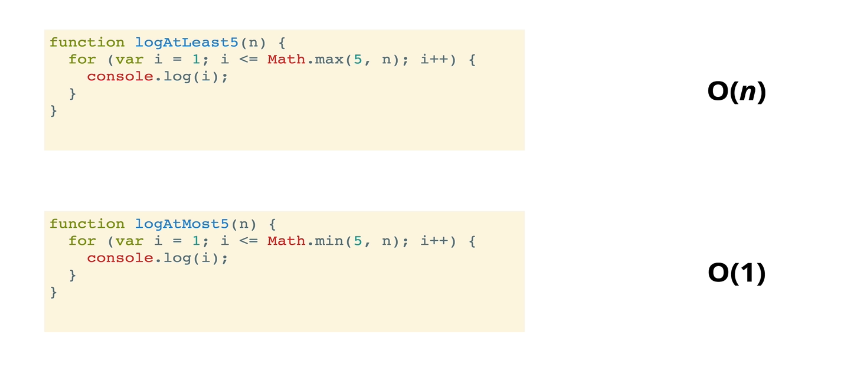 function logAtLeast5(n) {
  for (var i = 1; i <= Math.max(5, n); i++) {
    console.log(i);
  }
}
O(n)
function logAtMost5(n) {
  for (var i = 1; i <= Math.min(5, n); i++) {
    console.log(i);
  }
}
O(1)